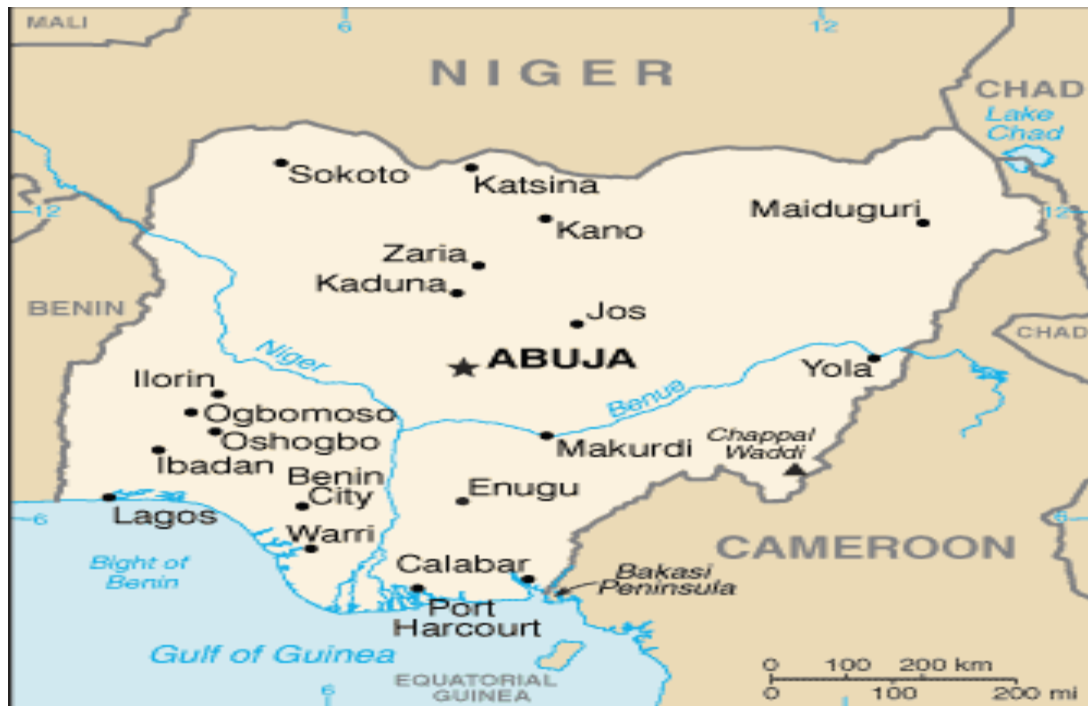 MALI
6
12
NIGER
CHAD
Lake
Chad
Sokoto
Katsina
12
Maiduguri
12
Kano
Zaria
Kaduna
BENIN
Jos
CHAD
Niger
ABUJA
Yola
Ilorin
Benue
Ogbomoso
Oshogbo
Makurdi
Chappal
Waddi
Ibadan
Benin
City
Enugu
Lagos
6
6
Warri
CAMEROON
Bight of
Benin
Calabar
Bakasi
Peninsula
Port
Harcourt
Gulf of Guinea
EQUATORIAL
GUINEA
6
0 100 200 km
0 100 200 mi